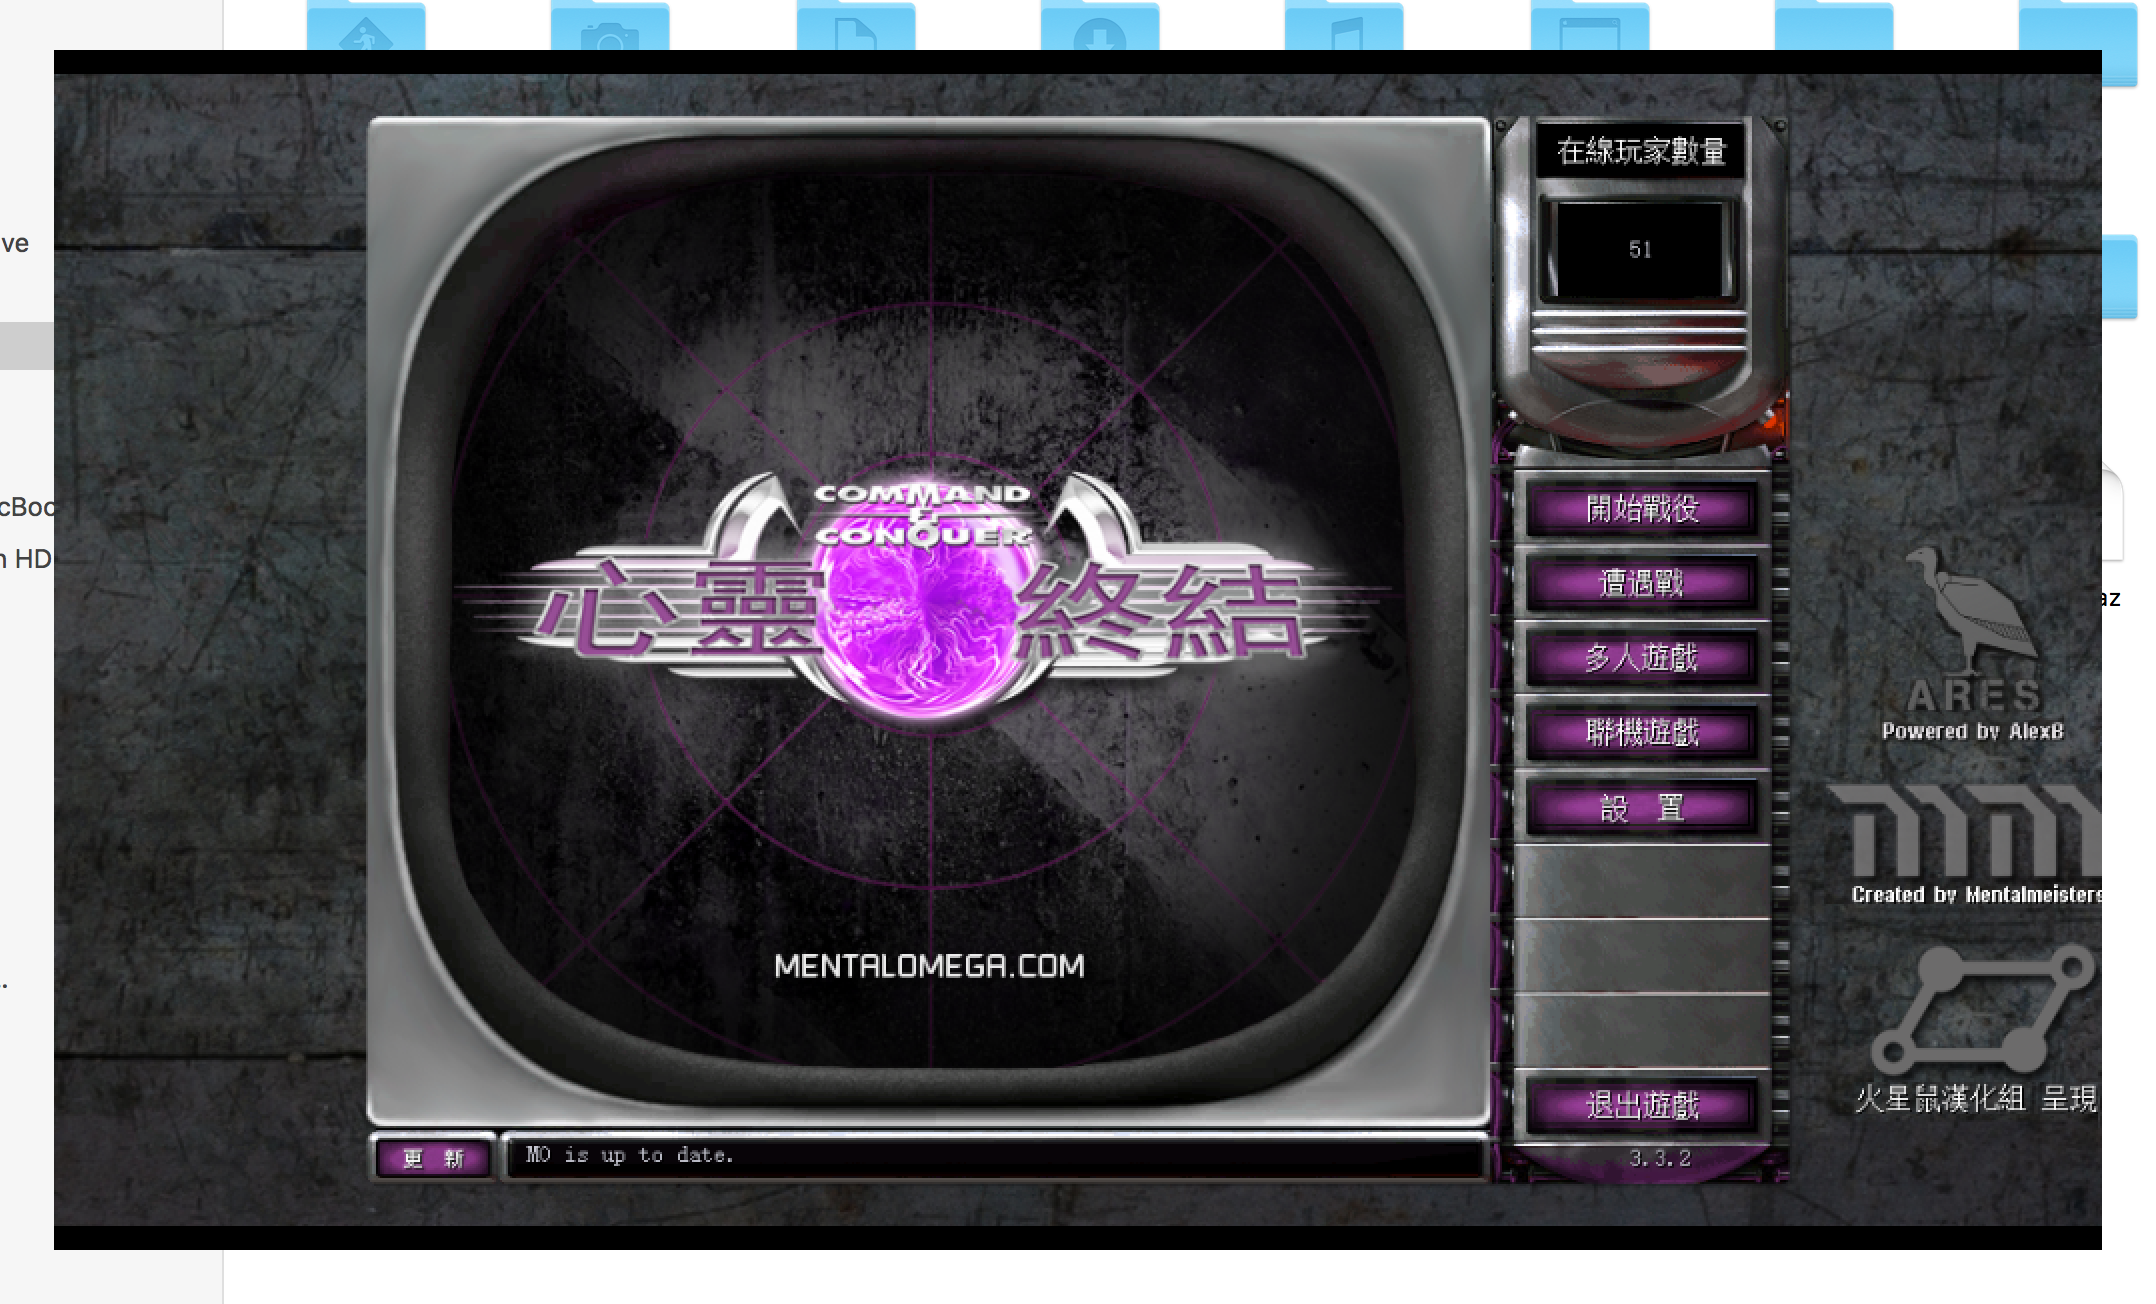 ve
cBoo
n HD
..
az
在線玩家數量
51
COMMAND
&
CONQUER
心靈終結
MENTALOMEGA.COM
開始戰役
遭遇戰
多人遊戲
聯機遊戲
設 置
退出遊戲
3.3.2
更 新
MO is up to date.
ARES
Powered by AlexB
Created by Mentalmeisters
火星鼠漢化組 呈現